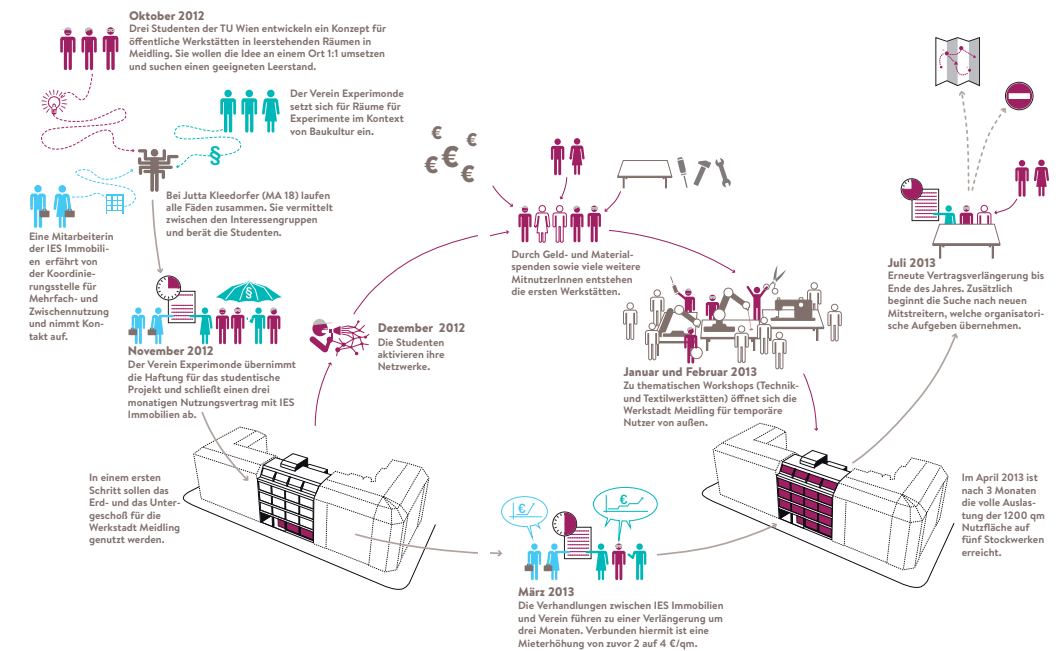 Oktober 2012
Drei Studenten der TU Wien entwickeln ein Konzept für
öffentliche Werkstätten in leerstehenden Räumen in
Meidling. Sie wollen die Idee an einem Ort 1:1 umsetzen
und suchen einen geeigneten Leerstand.
Der Verein Experimonde
setzt sich für Räume für
Experimente im Kontext
von Baukultur ein.
§
Bei Jutta Kleedorfer (MA 18) laufen
alle Fäden zusammen. Sie vermittelt
zwischen den Interessengruppen
und berät die Studenten.
Eine Mitarbeiterin
der IES Immobili-
en erfährt von
der Koordinie-
rungsstelle für
Mehrfach- und
Zwischennutzung
und nimmt Kon-
takt auf.
§
November 2012
Der Verein Experimonde übernimmt
die Haftung für das studentische
Projekt und schließt einen drei
monatigen Nutzungsvertrag mit IES
Immobilien ab.
In einem ersten
Schritt sollen das
Erd- und das Unter-
geschoß für die
Werkstadt Meidling
genutzt werden.
Dezember 2012
Die Studenten
aktivieren ihre
Netzwerke.
€
€
€
€
€
Durch Geld- und Material-
spenden sowie viele weitere
MitnutzerInnen entstehen
die ersten Werkstätten.
Januar und Februar 2013
Zu thematischen Workshops (Technik-
und Textilwerkstätten) öffnet sich die
Werkstadt Meidling für temporäre
Nutzer von außen.
€
€
März 2013
Die Verhandlungen zwischen IES Immobilien
und Verein führen zu einer Verlängerung um
drei Monaten. Verbunden hiermit ist eine
Mieterhöhung von zuvor 2 auf 4 €/qm.
Im April 2013 ist
nach 3 Monaten
die volle Auslas-
tung der 1200 qm
Nutzfläche auf
fünf Stockwerken
erreicht.
Juli 2013
Erneute Vertragsverlängerung bis
Ende des Jahres. Zusätzlich
beginnt die Suche nach neuen
Mitstreitern, welche organisatori-
sche Aufgeben übernehmen.